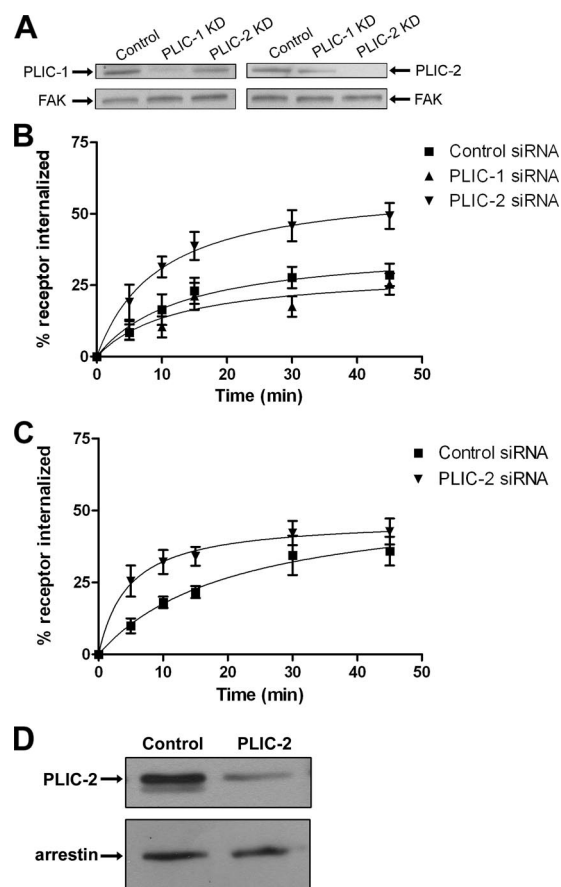 A
Control PLIC-1 KD PLIC-2 KD Control PLIC-1 KD PLIC-2 KD
PLIC-1 PLIC-2
FAK FAK
B
75
50
25
0
% receptor internalized
0 10 20 30 40 50
Time (min)
Control siRNA
PLIC-1 siRNA
PLIC-2 siRNA
C
75
50
25
0
% receptor internalized
0 10 20 30 40 50
Time (min)
Control siRNA
PLIC-2 siRNA
D
Control PLIC-2
PLIC-2
arrestin